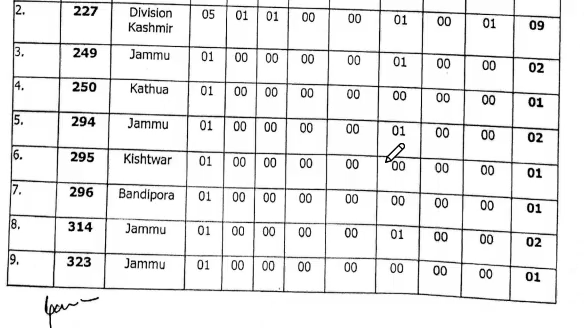 2. 227 Division Kashmir 05 01 01 00 00 01 00 01 09
3. 249 Jammu 01 00 00 00 00 01 00 00 02
4. 250 Kathua 01 00 00 00 00 00 00 00 01
5. 294 Jammu 01 00 00 00 00 01 00 00 02
6. 295 Kishtwar 01 00 00 00 00 00 00 00 01
7. 296 Bandipora 01 00 00 00 00 00 00 00 01
8. 314 Jammu 01 00 00 00 00 01 00 00 02
9. 323 Jammu 01 00 00 00 00 00 00 00 01